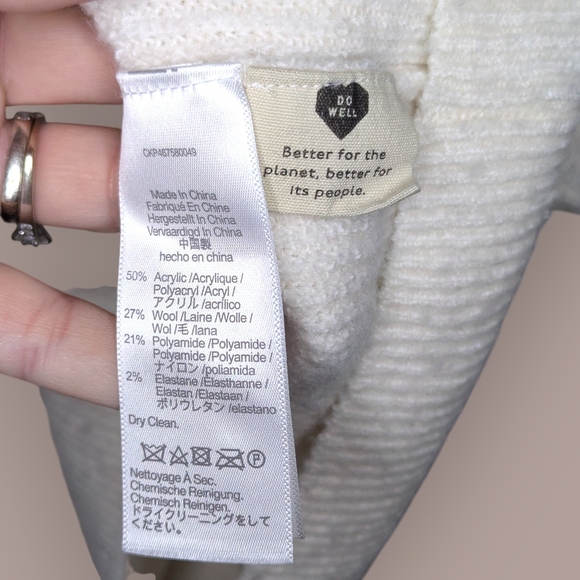 DO
WELL
Better for the
planet, better for
its people.
CKP467580049
Made In China
Fabriqué En Chine
Hergestellt In China
Vervaardigd In China
中国製
hecho en china
50% Acrylic /Acrylique /
Polyacryl /Acryl /
アクリル /acrílico
27% Wool /Laine /Wolle /
Wol /毛 /lana
21% Polyamide /Polyamide /
Polyamide /Polyamide /
ナイロン /poliamida
2% Elastane /Elasthanne /
Elastan /Elastaan /
ポリウレタン /elastano
Dry Clean.
P
Nettoyage À Sec.
Chemische Reinigung.
Chemisch Reinigen.
ドライクリーニングをして
ください。